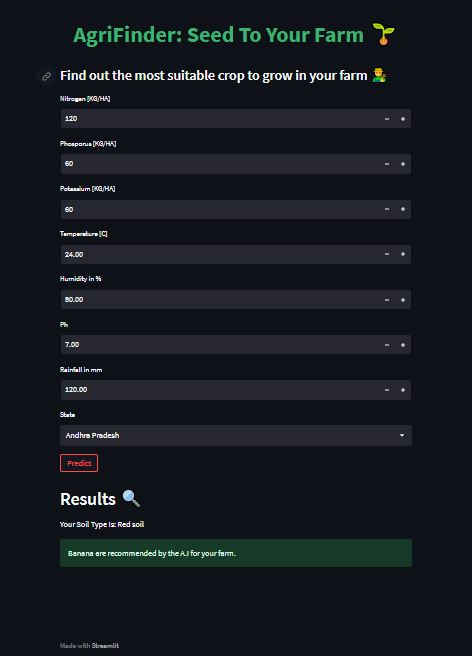 AgriFinder: Seed To Your Farm
Find out the most suitable crop to grow in your farm
Nitrogen [KG/HA]
120
Phosporus [KG/HA]
60
Potassium [KG/HA]
60
Temperature [C]
24.00
Humidity in %
80.00
Ph
7.00
Rainfall in mm
120.00
State
Andhra Pradesh
Predict
Results
Your Soil Type Is: Red soil
Banana are recommended by the A.I for your farm.
Made with Streamlit